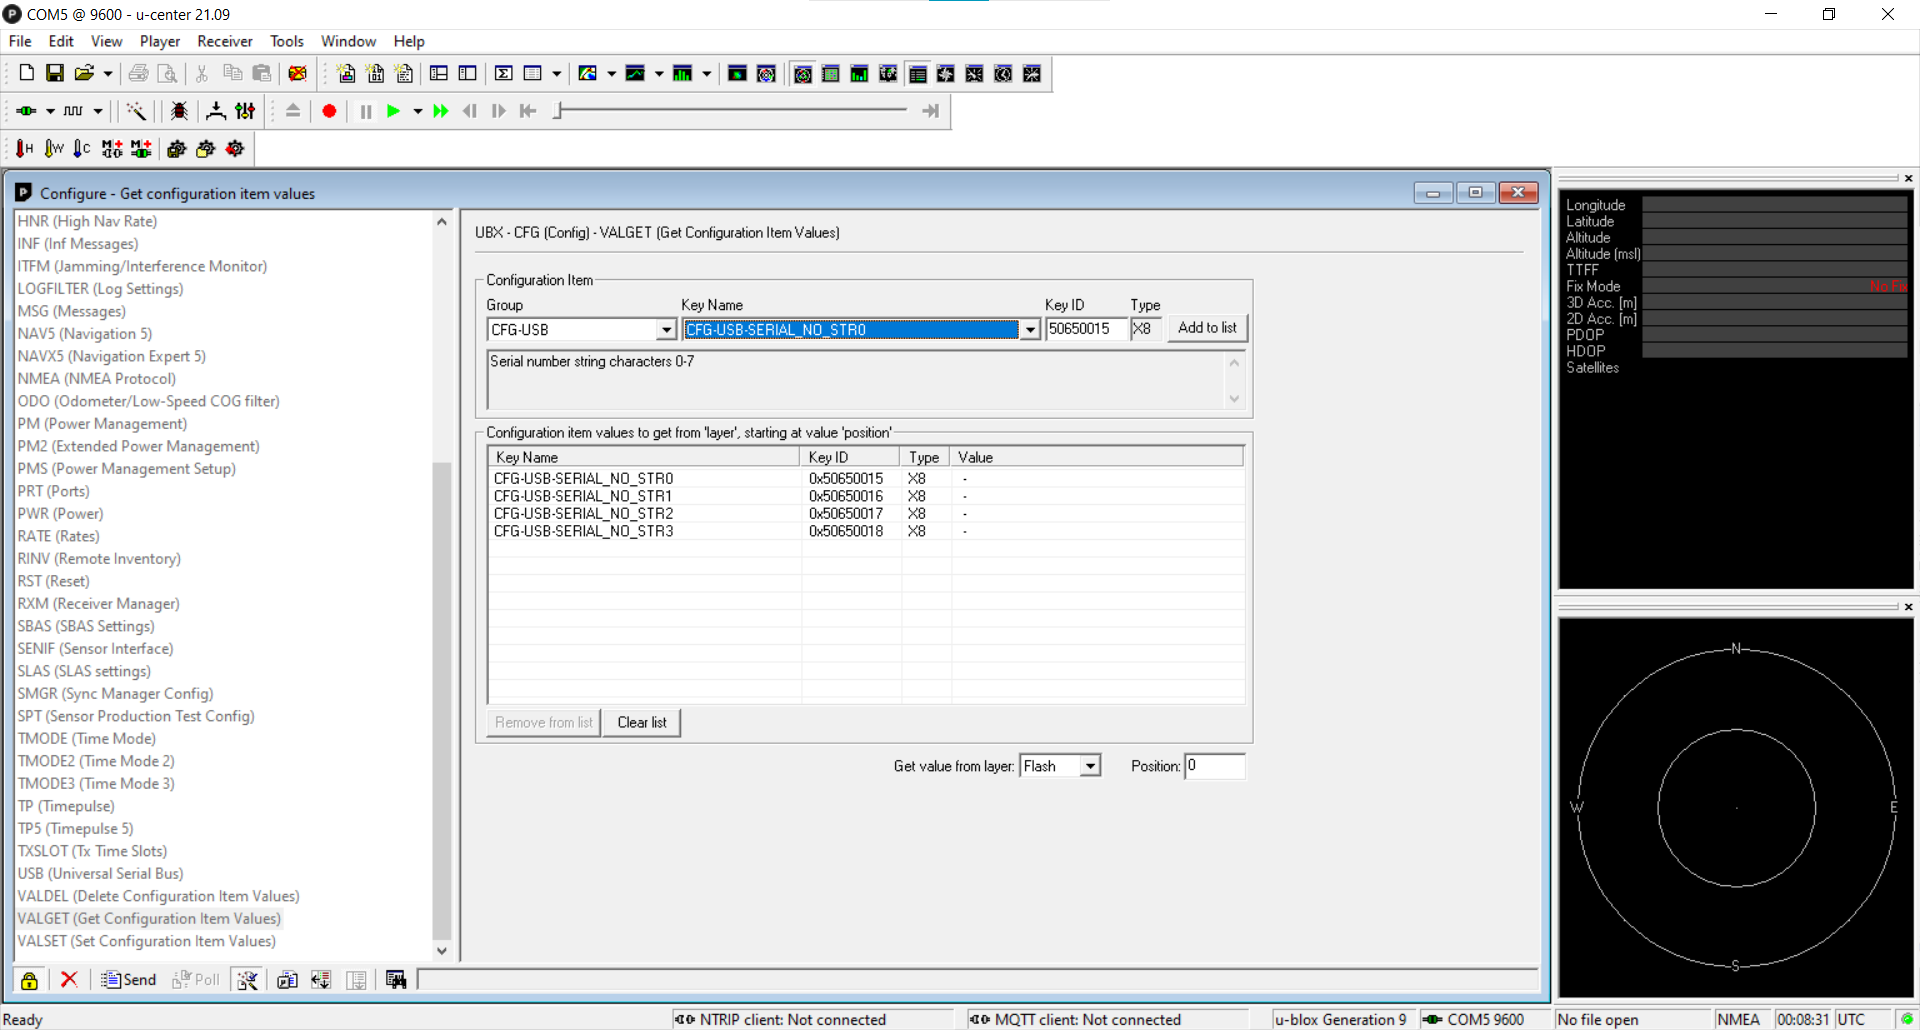 COM5 @ 9600 - u-center 21.09
File Edit View Player Receiver Tools Window Help
Configure - Get configuration item values
HNR (High Nav Rate)
INF (Inf Messages)
ITFM (Jamming/Interference Monitor)
LOGFILTER (Log Settings)
MSG (Messages)
NAV5 (Navigation 5)
NAVX5 (Navigation Expert 5)
NMEA (NMEA Protocol)
ODO (Odometer/Low-Speed COG filter)
PM (Power Management)
PM2 (Extended Power Management)
PMS (Power Management Setup)
PRT (Ports)
PWR (Power)
RATE (Rates)
RINV (Remote Inventory)
RST (Reset)
RXM (Receiver Manager)
SBAS (SBAS Settings)
SENIF (Sensor Interface)
SLAS (SLAS settings)
SMGR (Sync Manager Config)
SPT (Sensor Production Test Config)
TMODE (Time Mode)
TMODE2 (Time Mode 2)
TMODE3 (Time Mode 3)
TP (Timepulse)
TP5 (Timepulse 5)
TXSLOT (Tx Time Slots)
USB (Universal Serial Bus)
VALDEL (Delete Configuration Item Values)
VALGET (Get Configuration Item Values)
VALSET (Set Configuration Item Values)
Send Poll
UBX - CFG (Config) - VALGET (Get Configuration Item Values)
Configuration Item
Group Key Name Key ID Type
CFG-USB CFG-USB-SERIAL_NO_STR0 50650015 X8 Add to list
Serial number string characters 0-7
Configuration item values to get from 'layer', starting at value 'position'
Key Name Key ID Type Value
CFG-USB-SERIAL_NO_STR0 0x50650015 X8 -
CFG-USB-SERIAL_NO_STR1 0x50650016 X8 -
CFG-USB-SERIAL_NO_STR2 0x50650017 X8 -
CFG-USB-SERIAL_NO_STR3 0x50650018 X8 -
Remove from list Clear list
Get value from layer: Flash Position: 0
Longitude
Latitude
Altitude
Altitude (msl)
TTFF
Fix Mode No Fix
3D Acc. [m]
2D Acc. [m]
PDOP
HDOP
Satellites
N
W E
S
Ready NTRIP client: Not connected MQTT client: Not connected u-blox Generation 9 COM5 9600 No file open NMEA 00:08:31 UTC